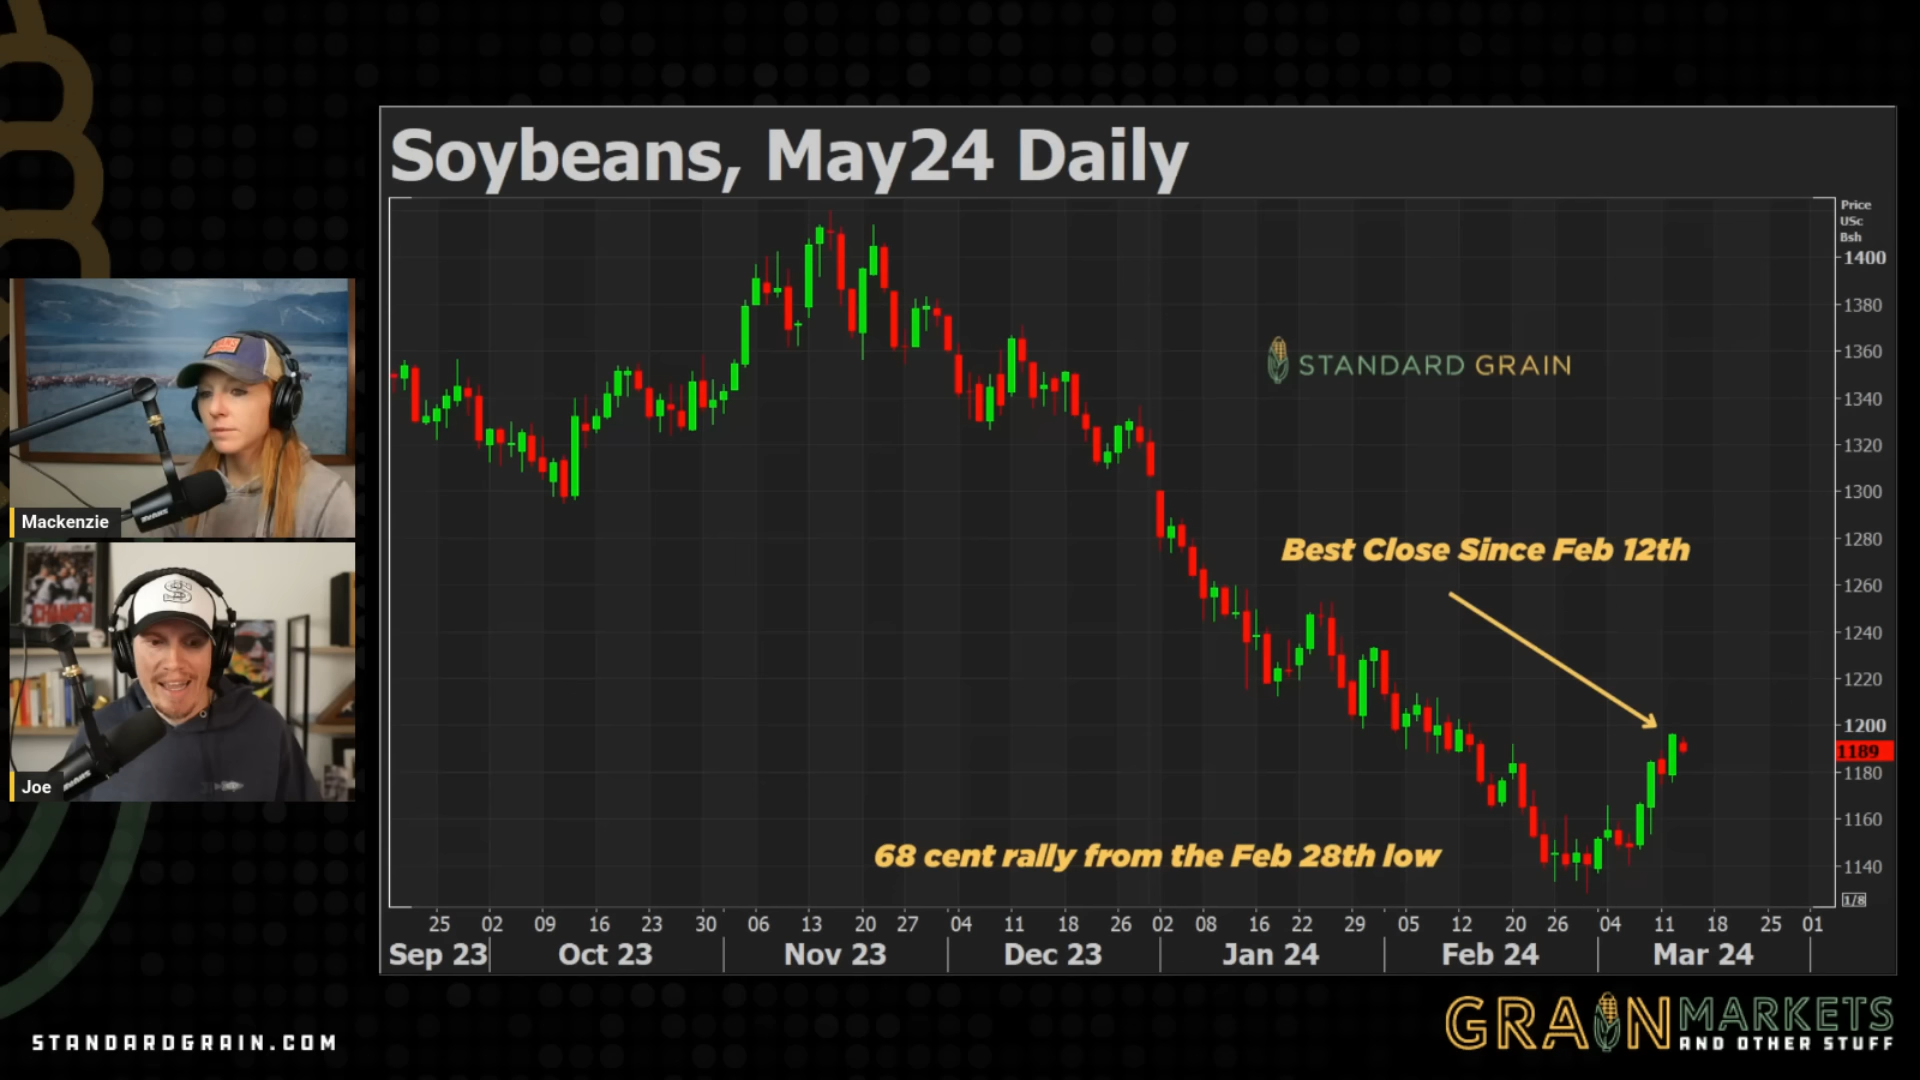 Soybeans, May24 Daily
Price
USc
Bsh
1400
1380
1360
1340
1320
1300
1280
1260
1240
1220
1200
1189
1180
1160
1140
1/8
STANDARD GRAIN
Best Close Since Feb 12th
68 cent rally from the Feb 28th low
25 02 09 16 23 30 06 13 20 27 04 11 18 26 02 08 16 22 29 05 12 20 26 04 11 18 25 01
Sep 23 Oct 23 Nov 23 Dec 23 Jan 24 Feb 24 Mar 24
Mackenzie
Joe
STANDARDGRAIN.COM
GRAIN MARKETS
AND OTHER STUFF